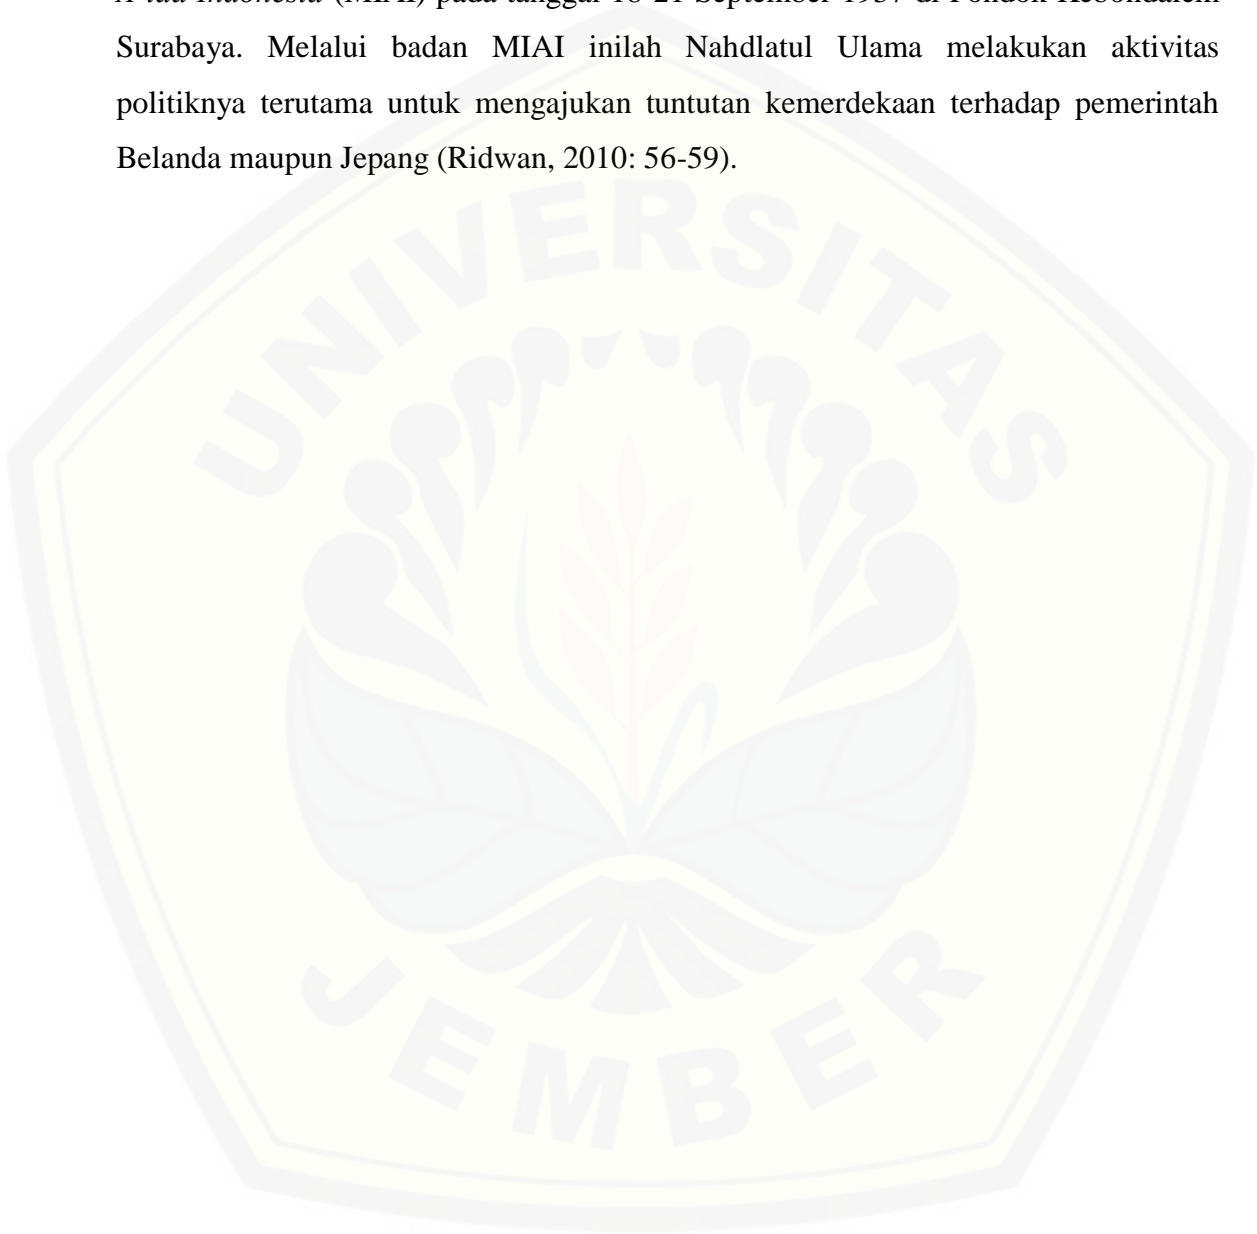 A'laa Indonesia (MIAI) pada tanggal 18-21 September 1937 di Pondok Kebondalem
Surabaya. Melalui badan MIAI inilah Nahdlatul Ulama melakukan aktivitas
politiknya terutama untuk mengajukan tuntutan kemerdekaan terhadap pemerintah
Belanda maupun Jepang (Ridwan, 2010: 56-59).
UNIVERSITAS
JEMBER